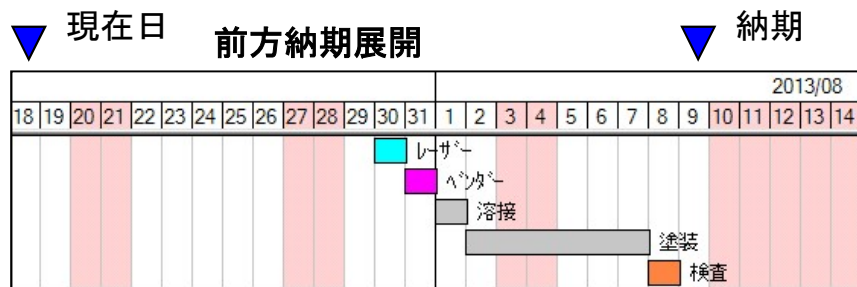 現在日
前方納期展開
納期
2013/08
18 19 20 21 22 23 24 25 26 27 28 29 30 31 1 2 3 4 5 6 7 8 9 10 11 12 13 14
ﾚｰｻﾞｰ
ﾍﾞﾝﾀﾞｰ
溶接
塗装
検査